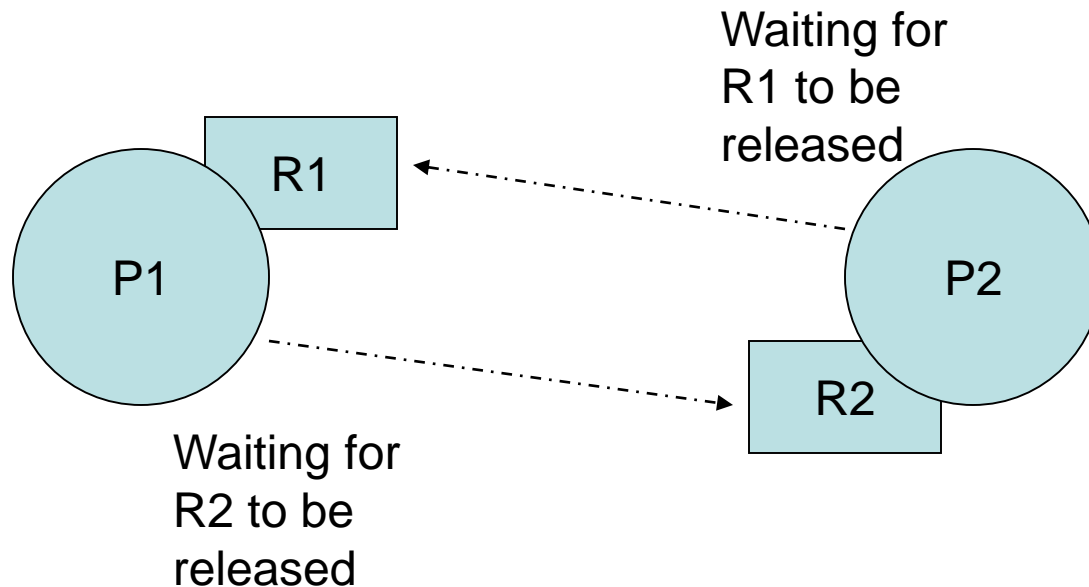 Waiting for
R1 to be
released
R1
P1
P2
R2
Waiting for
R2 to be
released